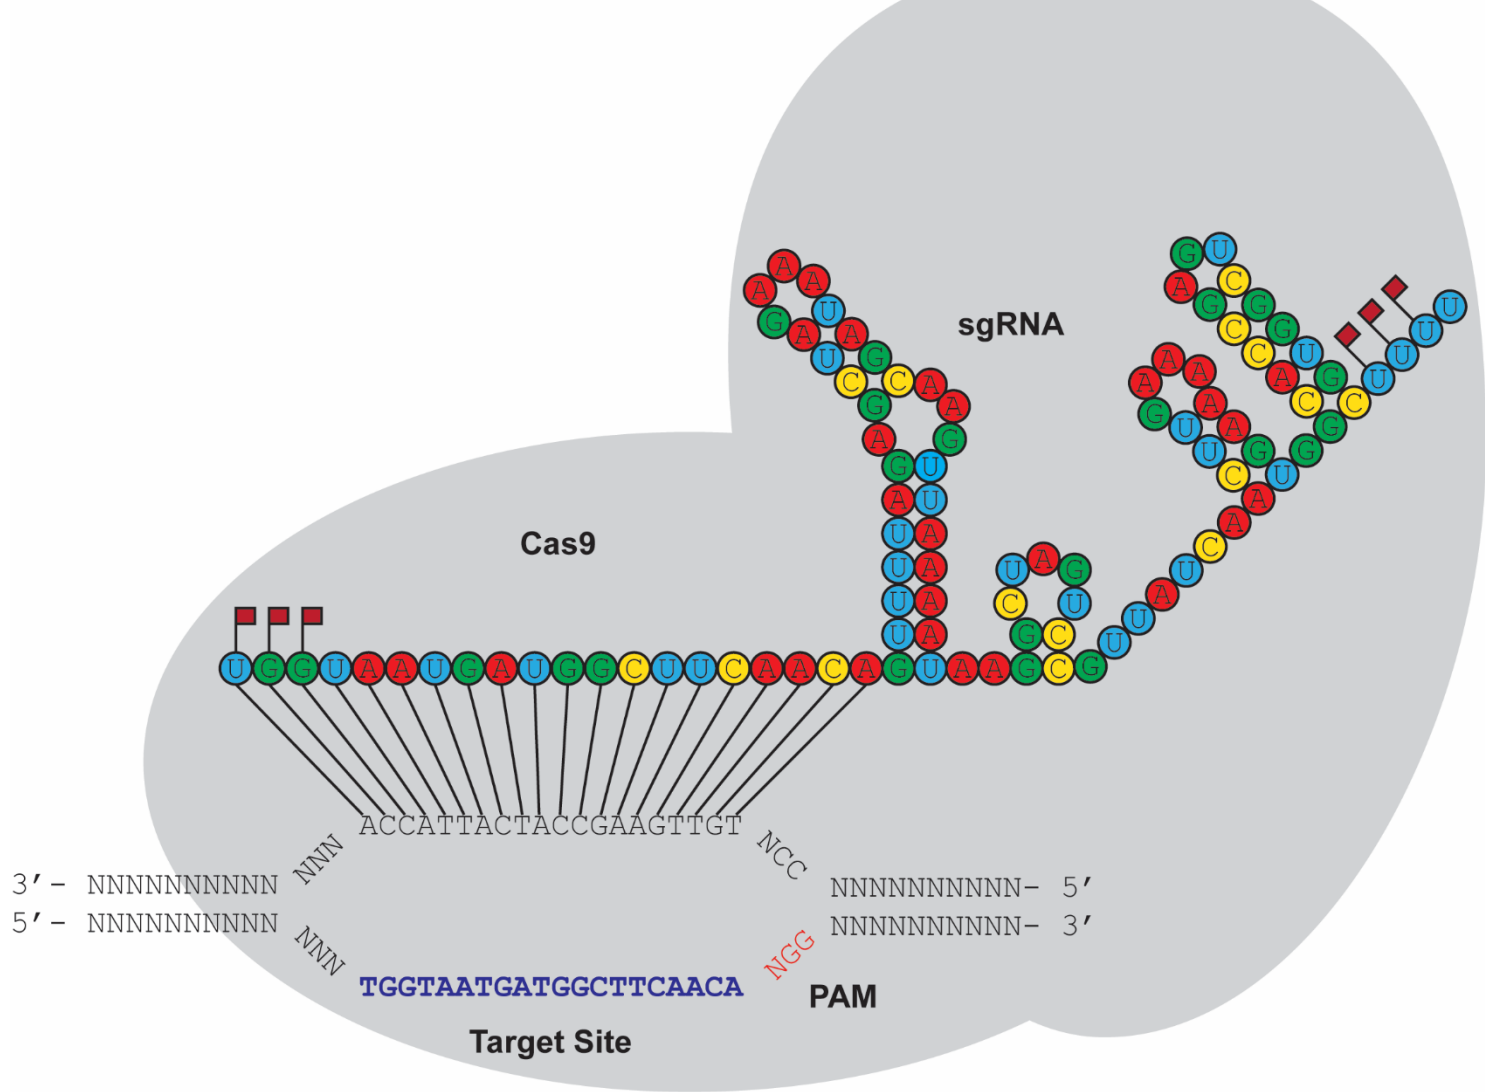 sgRNA
Cas9
UGGUAAUGAUGGCUUCAACAGUUUUAGAGCUAGAAAUAGCAAGUUAAAAUAAGGCUAGUCCGUUAUCAACUUGAAAAAGUGGCACCGAGUCGGUGCUUUU
3′- NNNNNNNNNN NNN ACCATTACTACCGAAGTTGT NCC NNNNNNNNNN- 5′
5′- NNNNNNNNNN NNN TGGTAATGATGGCTTCAACA NGG NNNNNNNNNN- 3′
PAM
Target Site